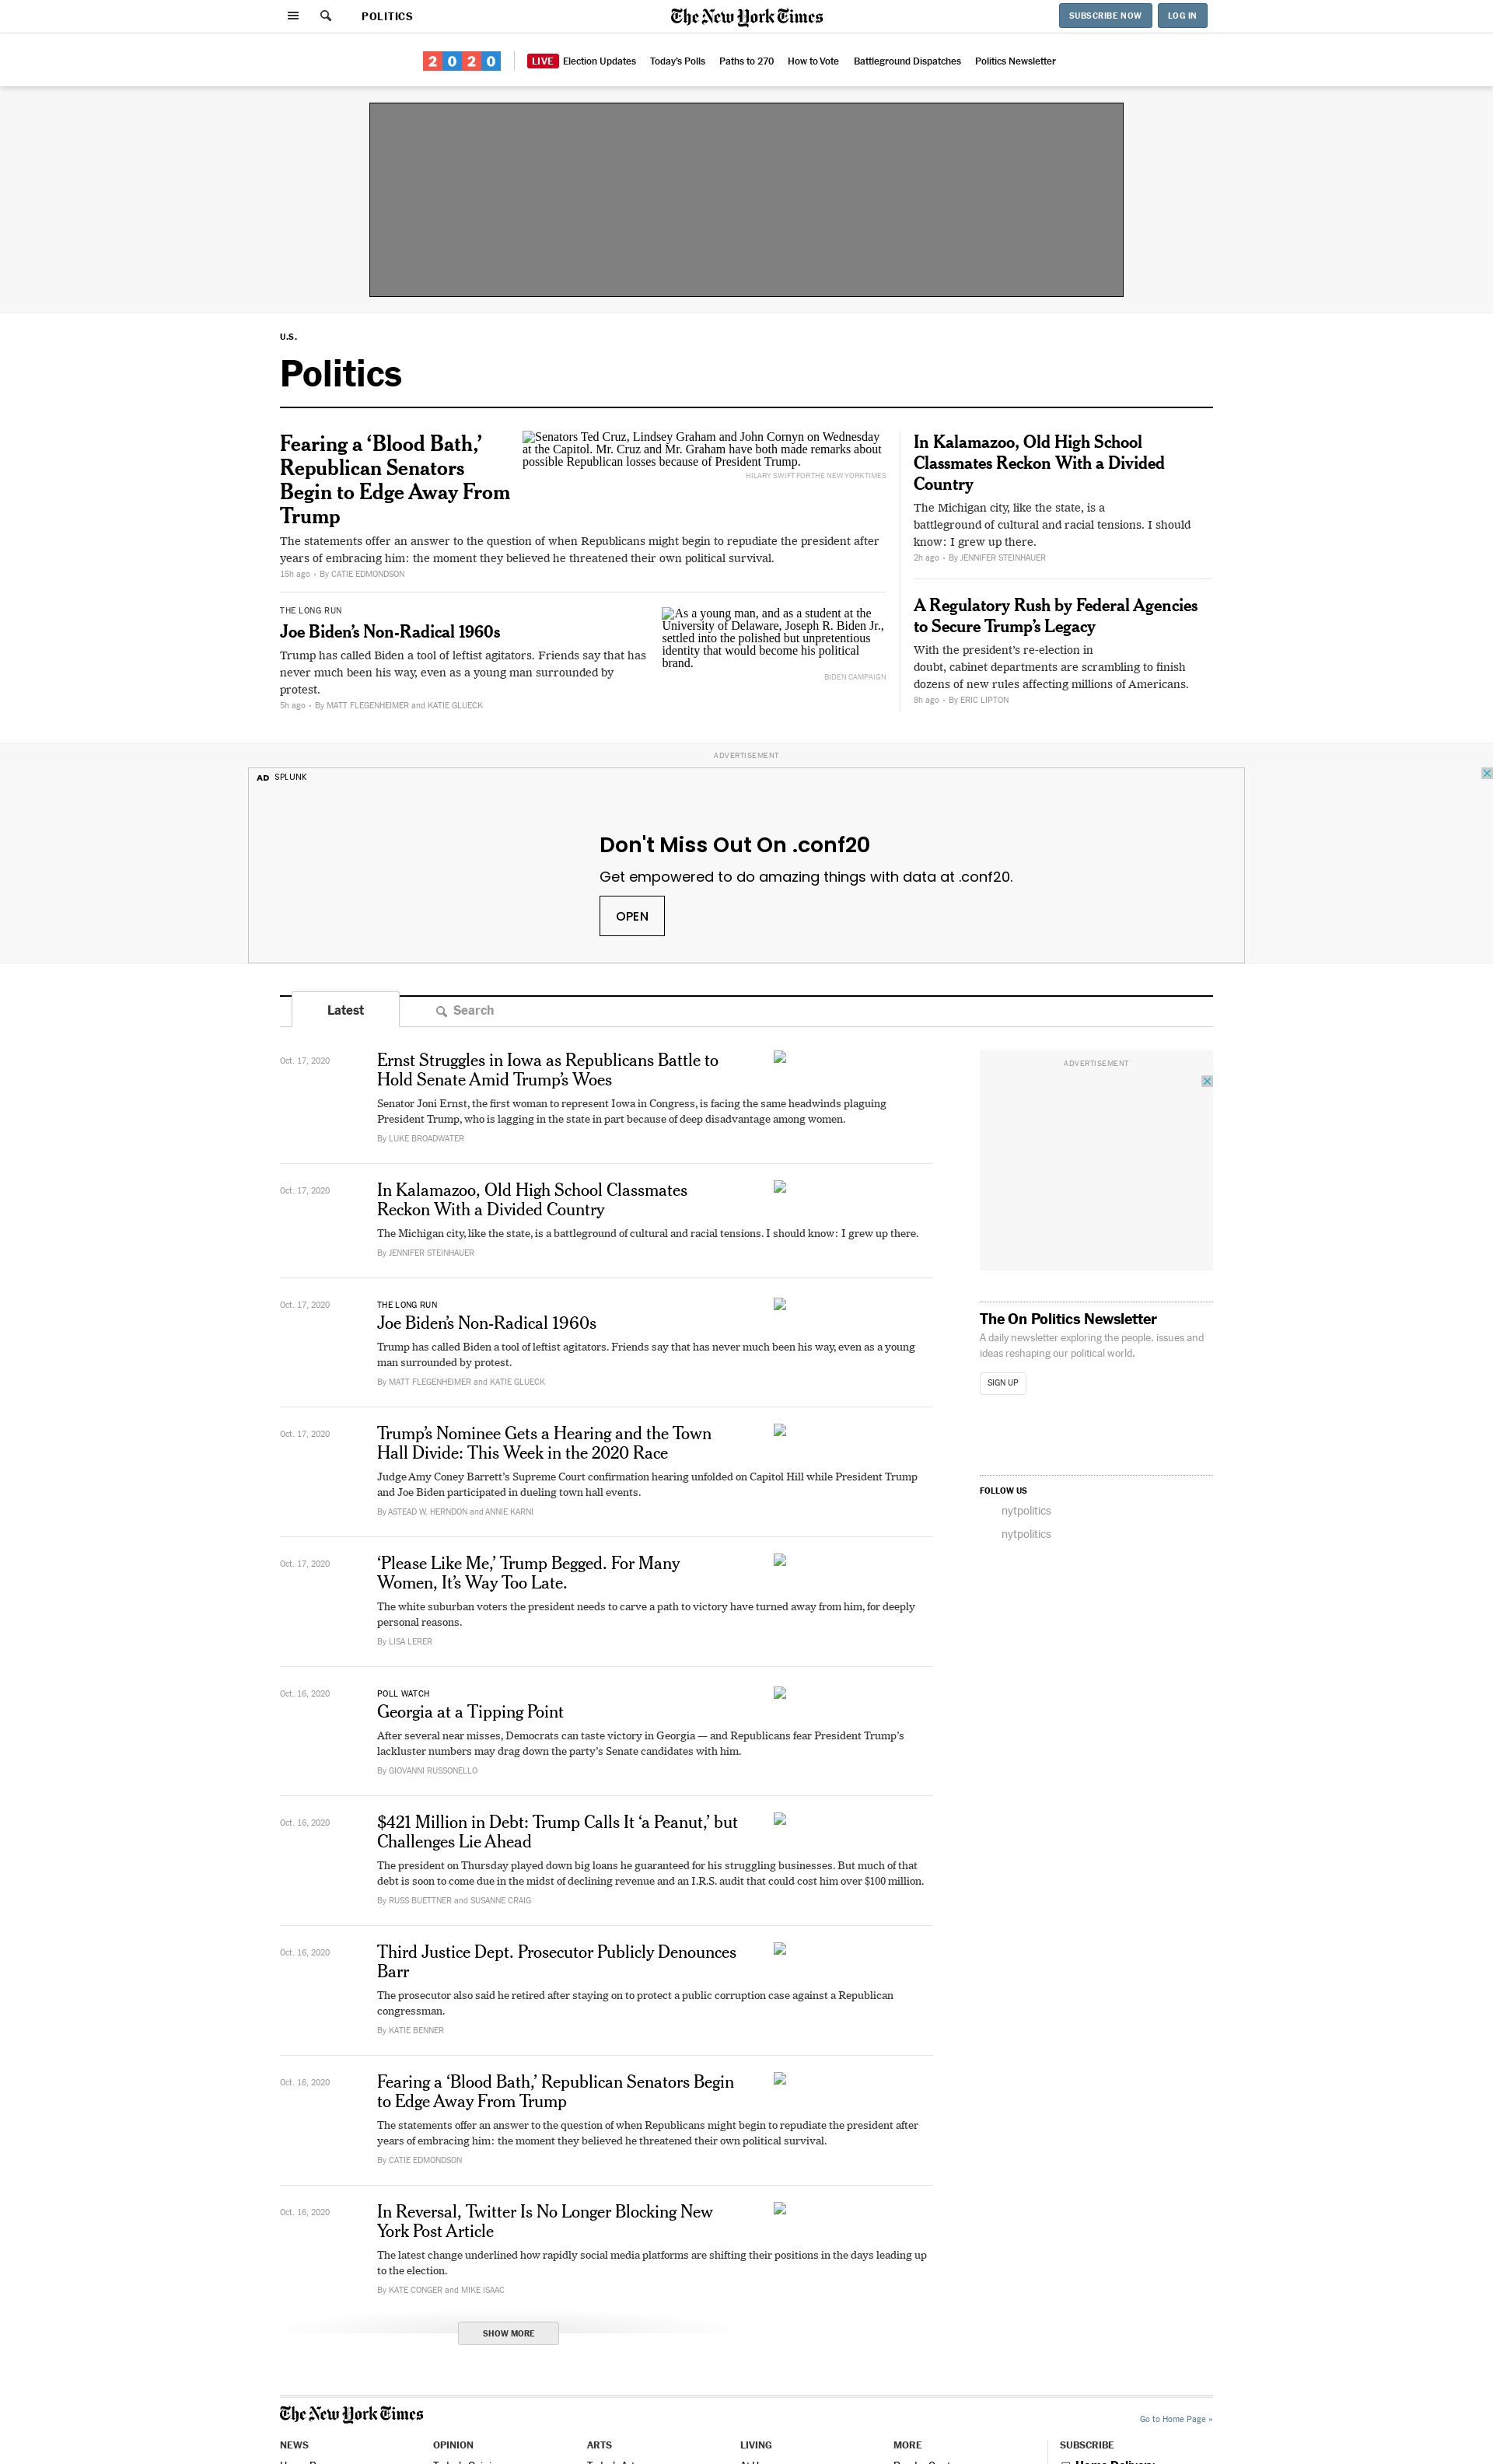 POLITICS
The New York Times
SUBSCRIBE NOW
LOG IN
2020
LIVE Election Updates
Today's Polls
Paths to 270
How to Vote
Battleground Dispatches
Politics Newsletter
U.S.
Politics
Fearing a ‘Blood Bath,’
Republican Senators
Begin to Edge Away From
Trump
Senators Ted Cruz, Lindsey Graham and John Cornyn on Wednesday
at the Capitol. Mr. Cruz and Mr. Graham have both made remarks about
possible Republican losses because of President Trump.
HILARY SWIFT FOR THE NEW YORK TIMES
The statements offer an answer to the question of when Republicans might begin to repudiate the president after
years of embracing him: the moment they believed he threatened their own political survival.
15h ago • By CATIE EDMONDSON
THE LONG RUN
Joe Biden’s Non-Radical 1960s
Trump has called Biden a tool of leftist agitators. Friends say that has
never much been his way, even as a young man surrounded by
protest.
5h ago • By MATT FLEGENHEIMER and KATIE GLUECK
As a young man, and as a student at the
University of Delaware, Joseph R. Biden Jr.,
settled into the polished but unpretentious
identity that would become his political
brand.
BIDEN CAMPAIGN
In Kalamazoo, Old High School
Classmates Reckon With a Divided
Country
The Michigan city, like the state, is a
battleground of cultural and racial tensions. I should
know: I grew up there.
2h ago • By JENNIFER STEINHAUER
A Regulatory Rush by Federal Agencies
to Secure Trump’s Legacy
With the president’s re-election in
doubt, cabinet departments are scrambling to finish
dozens of new rules affecting millions of Americans.
8h ago • By ERIC LIPTON
ADVERTISEMENT
AD SPLUNK
Don't Miss Out On .conf20
Get empowered to do amazing things with data at .conf20.
OPEN
Latest
Search
Oct. 17, 2020
Ernst Struggles in Iowa as Republicans Battle to
Hold Senate Amid Trump’s Woes
Senator Joni Ernst, the first woman to represent Iowa in Congress, is facing the same headwinds plaguing
President Trump, who is lagging in the state in part because of deep disadvantage among women.
By LUKE BROADWATER
Oct. 17, 2020
In Kalamazoo, Old High School Classmates
Reckon With a Divided Country
The Michigan city, like the state, is a battleground of cultural and racial tensions. I should know: I grew up there.
By JENNIFER STEINHAUER
Oct. 17, 2020
THE LONG RUN
Joe Biden’s Non-Radical 1960s
Trump has called Biden a tool of leftist agitators. Friends say that has never much been his way, even as a young
man surrounded by protest.
By MATT FLEGENHEIMER and KATIE GLUECK
Oct. 17, 2020
Trump’s Nominee Gets a Hearing and the Town
Hall Divide: This Week in the 2020 Race
Judge Amy Coney Barrett’s Supreme Court confirmation hearing unfolded on Capitol Hill while President Trump
and Joe Biden participated in dueling town hall events.
By ASTEAD W. HERNDON and ANNIE KARNI
Oct. 17, 2020
‘Please Like Me,’ Trump Begged. For Many
Women, It’s Way Too Late.
The white suburban voters the president needs to carve a path to victory have turned away from him, for deeply
personal reasons.
By LISA LERER
Oct. 16, 2020
POLL WATCH
Georgia at a Tipping Point
After several near misses, Democrats can taste victory in Georgia — and Republicans fear President Trump’s
lackluster numbers may drag down the party’s Senate candidates with him.
By GIOVANNI RUSSONELLO
Oct. 16, 2020
$421 Million in Debt: Trump Calls It ‘a Peanut,’ but
Challenges Lie Ahead
The president on Thursday played down big loans he guaranteed for his struggling businesses. But much of that
debt is soon to come due in the midst of declining revenue and an I.R.S. audit that could cost him over $100 million.
By RUSS BUETTNER and SUSANNE CRAIG
Oct. 16, 2020
Third Justice Dept. Prosecutor Publicly Denounces
Barr
The prosecutor also said he retired after staying on to protect a public corruption case against a Republican
congressman.
By KATIE BENNER
Oct. 16, 2020
Fearing a ‘Blood Bath,’ Republican Senators Begin
to Edge Away From Trump
The statements offer an answer to the question of when Republicans might begin to repudiate the president after
years of embracing him: the moment they believed he threatened their own political survival.
By CATIE EDMONDSON
Oct. 16, 2020
In Reversal, Twitter Is No Longer Blocking New
York Post Article
The latest change underlined how rapidly social media platforms are shifting their positions in the days leading up
to the election.
By KATE CONGER and MIKE ISAAC
SHOW MORE
ADVERTISEMENT
The On Politics Newsletter
A daily newsletter exploring the people, issues and
ideas reshaping our political world.
SIGN UP
FOLLOW US
nytpolitics
nytpolitics
The New York Times
Go to Home Page »
NEWS
OPINION
ARTS
LIVING
MORE
SUBSCRIBE